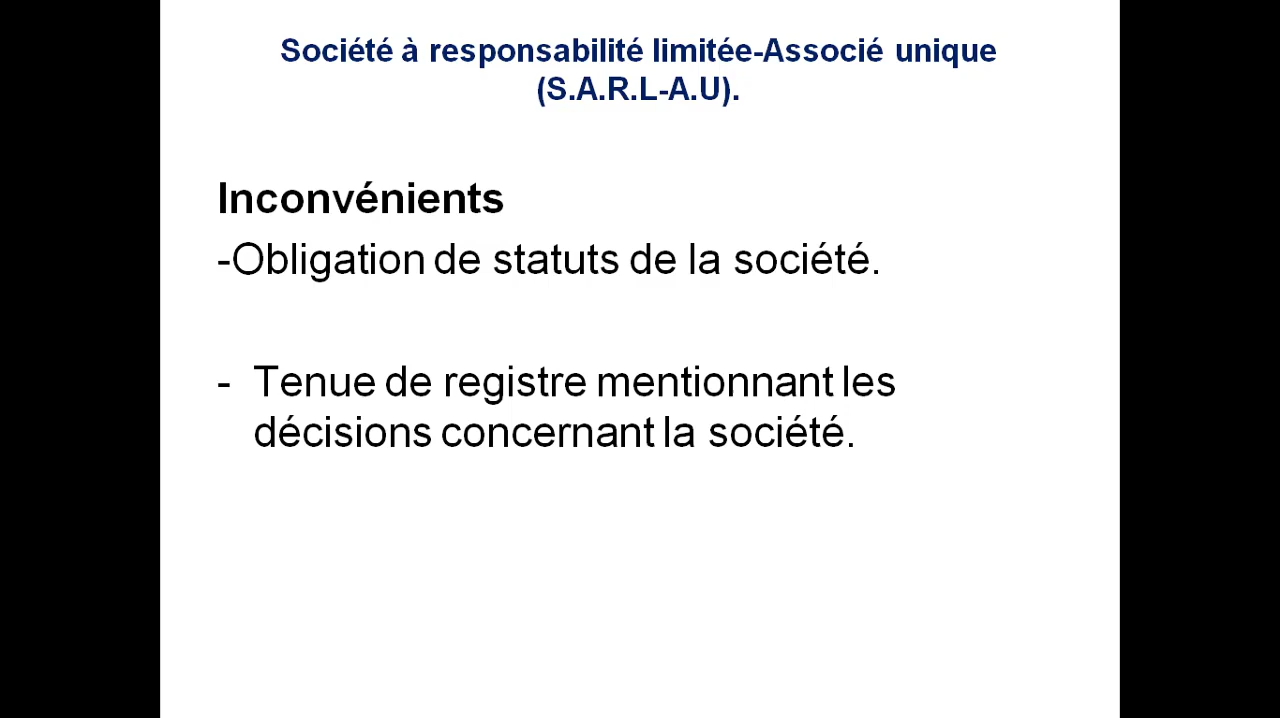 Société à responsabilité limitée-Associé unique
(S.A.R.L-A.U).
Inconvénients
-Obligation de statuts de la société.
- Tenue de registre mentionnant les
décisions concernant la société.